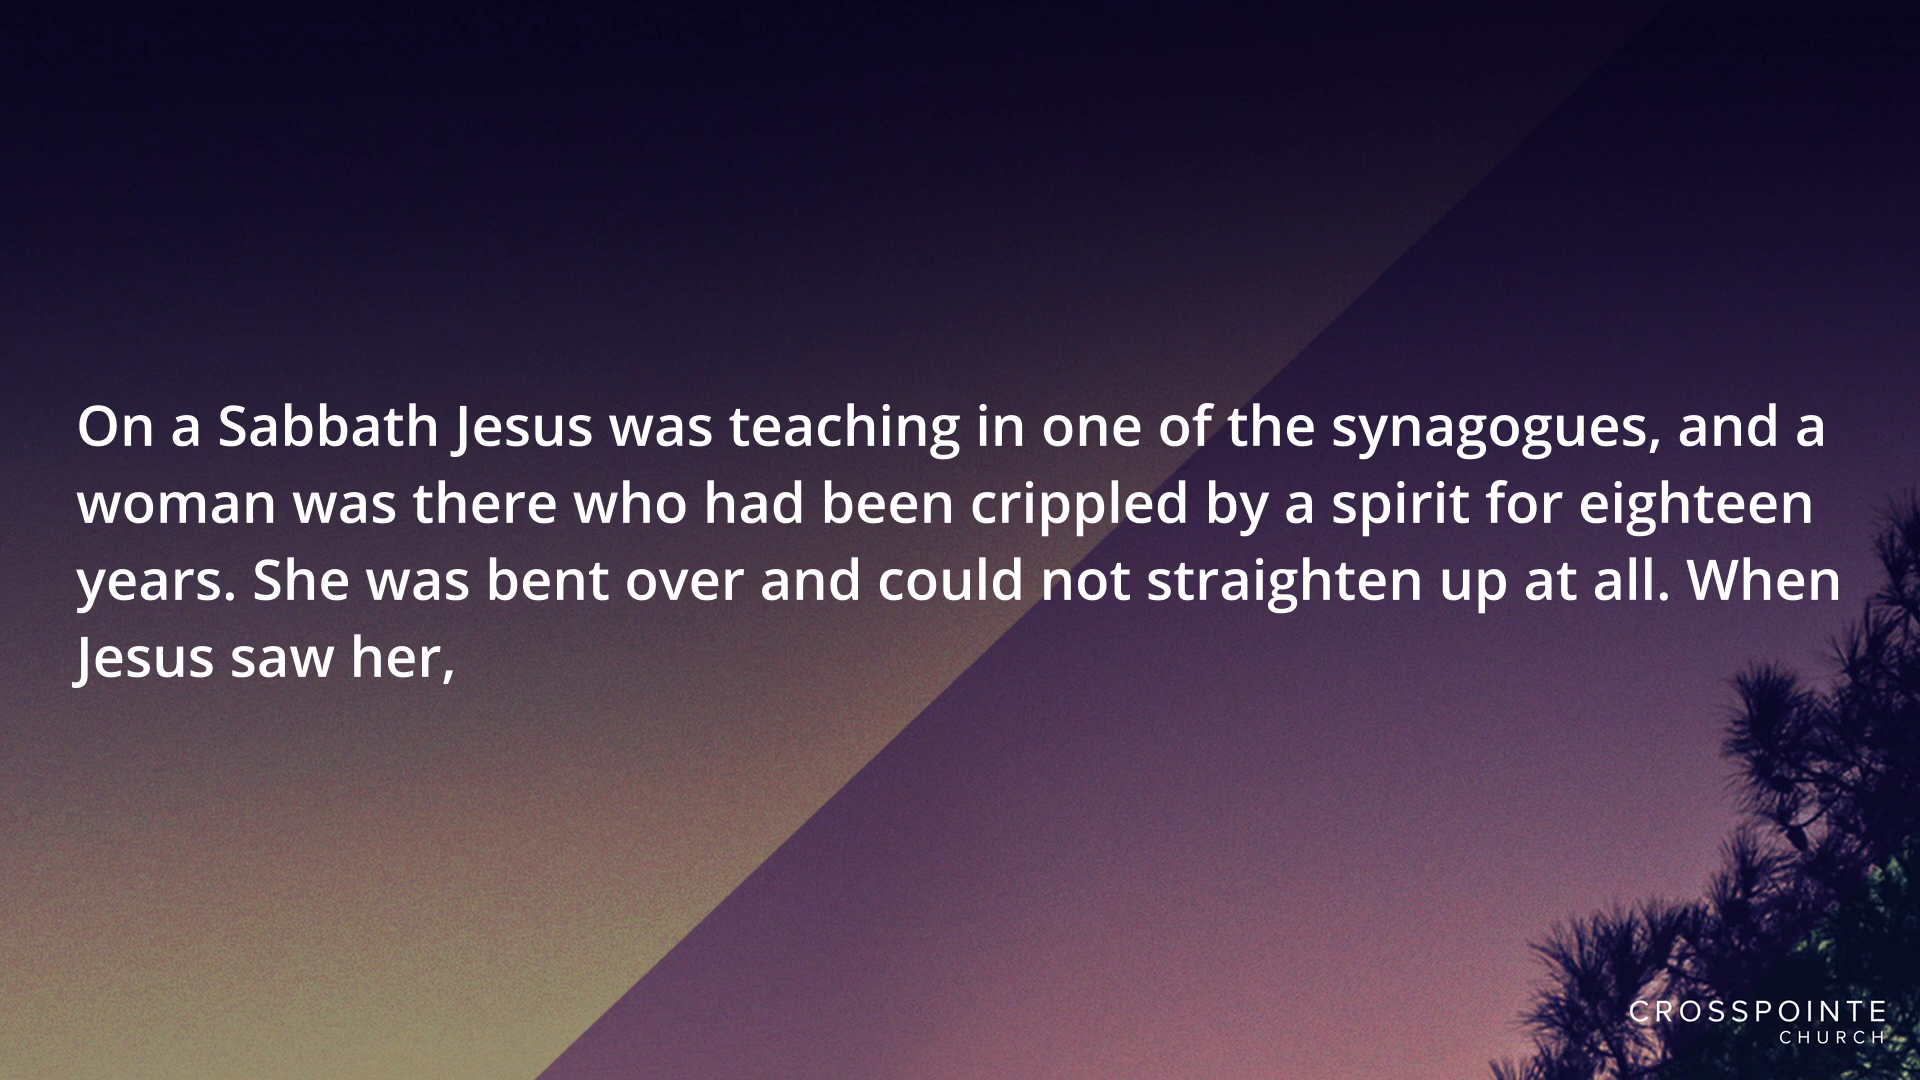 On a Sabbath Jesus was teaching in one of the synagogues, and a
woman was there who had been crippled by a spirit for eighteen
years. She was bent over and could not straighten up at all. When
Jesus saw her,
CROSSPOINTE
CHURCH